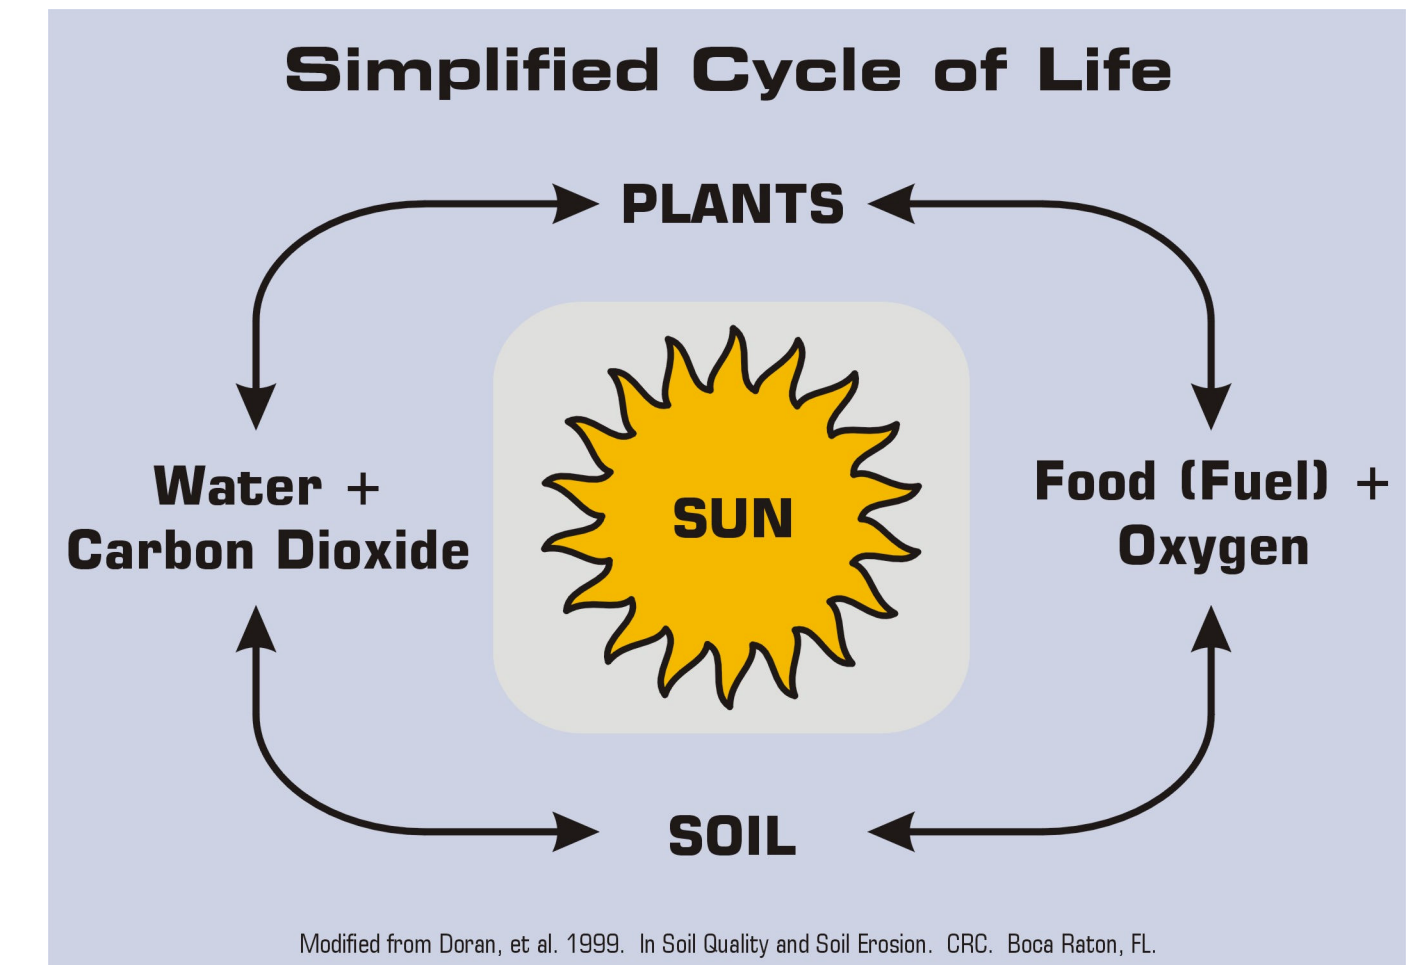 Simplified Cycle of Life
PLANTS
Water +
Carbon Dioxide
SUN
Food (Fuel) +
Oxygen
SOIL
Modified from Doran, et al. 1999. In Soil Quality and Soil Erosion. CRC. Boca Raton, FL.